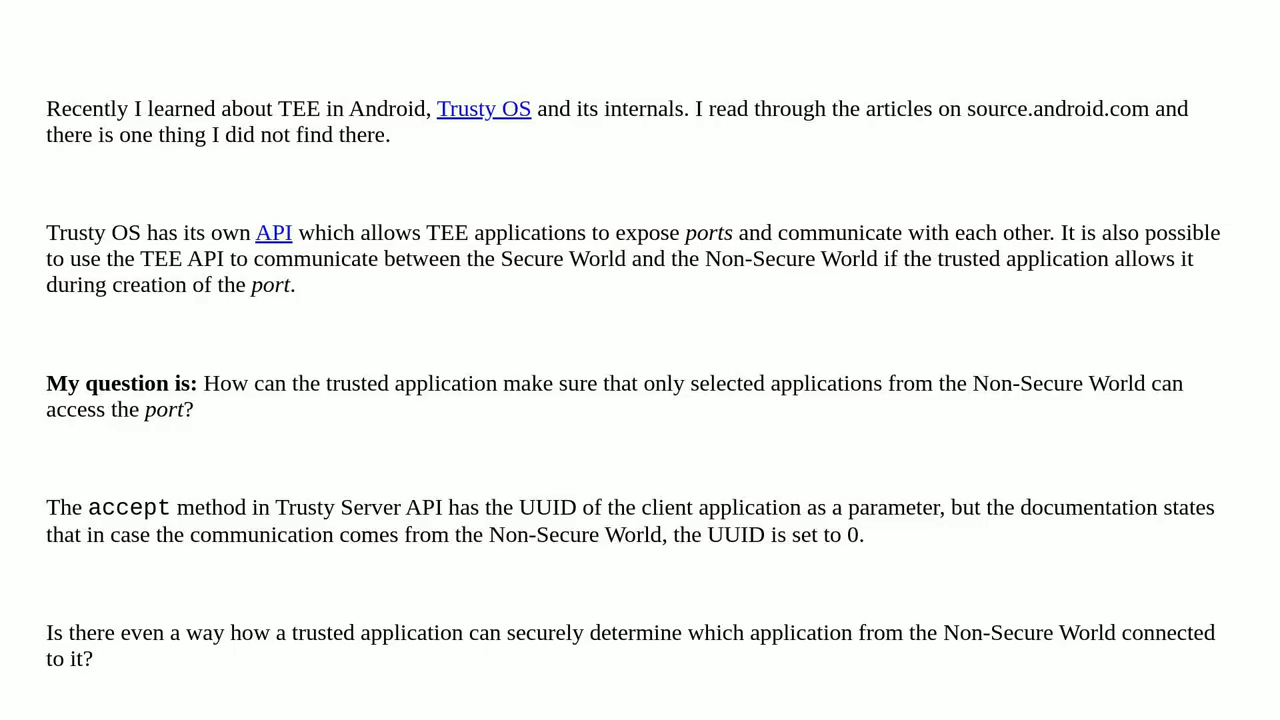 Recently I learned about TEE in Android, Trusty OS and its internals. I read through the articles on source.android.com and
there is one thing I did not find there.
Trusty OS has its own API which allows TEE applications to expose ports and communicate with each other. It is also possible
to use the TEE API to communicate between the Secure World and the Non-Secure World if the trusted application allows it
during creation of the port.
My question is: How can the trusted application make sure that only selected applications from the Non-Secure World can
access the port?
The accept method in Trusty Server API has the UUID of the client application as a parameter, but the documentation states
that in case the communication comes from the Non-Secure World, the UUID is set to 0.
Is there even a way how a trusted application can securely determine which application from the Non-Secure World connected
to it?